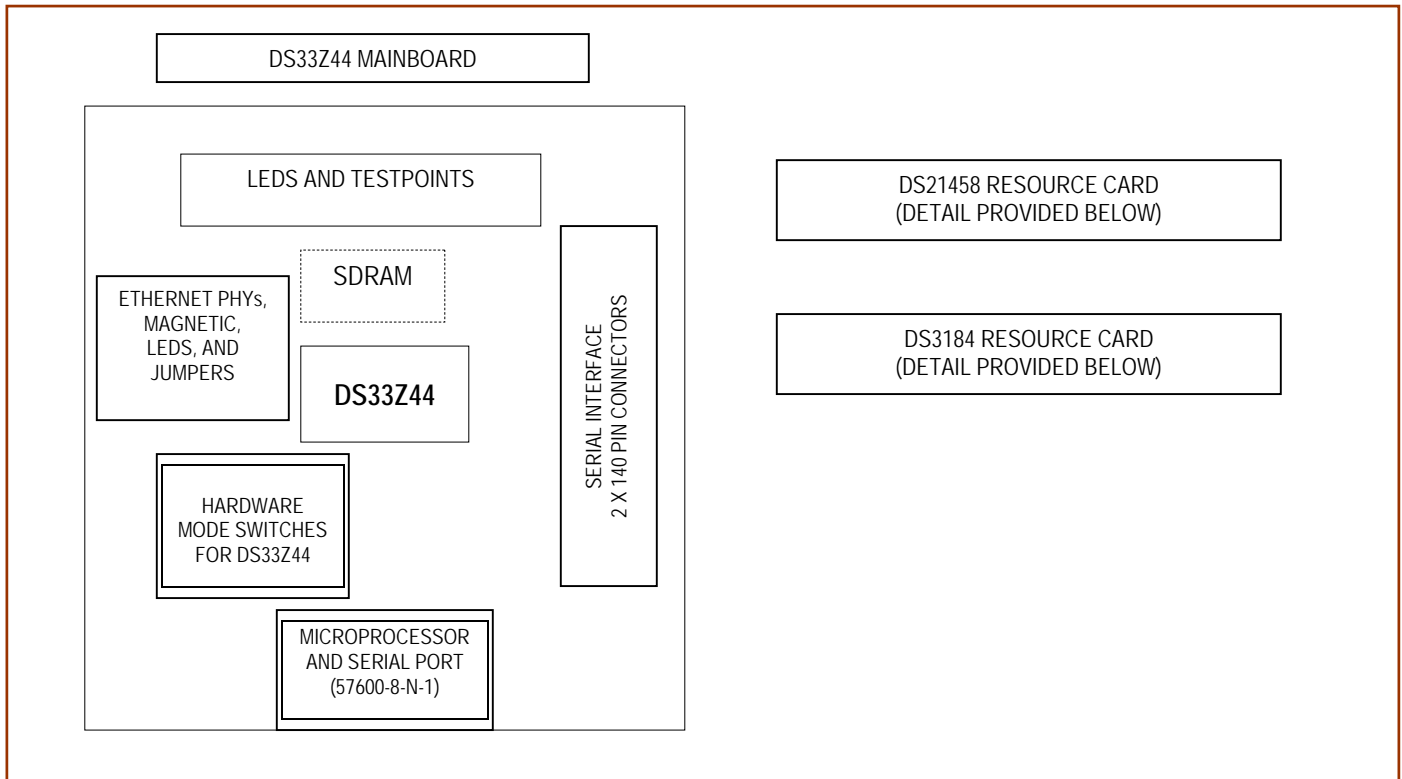 DS33Z44 MAINBOARD
LEDS AND TESTPOINTS
SDRAM
ETHERNET PHYs,
MAGNETIC,
LEDS, AND
JUMPERS
DS33Z44
HARDWARE
MODE SWITCHES
FOR DS33Z44
MICROPROCESSOR
AND SERIAL PORT
(57600-8-N-1)
SERIAL INTERFACE
2 X 140 PIN CONNECTORS
DS21458 RESOURCE CARD
(DETAIL PROVIDED BELOW)
DS3184 RESOURCE CARD
(DETAIL PROVIDED BELOW)